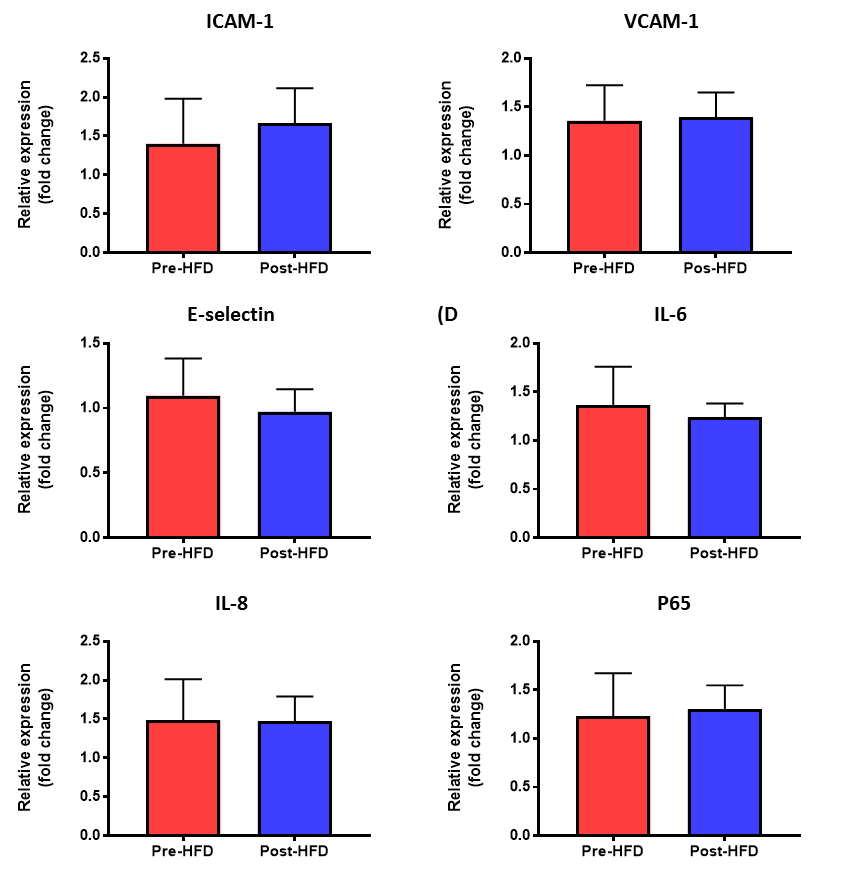 ICAM-1
Relative expression
(fold change)
2.5
2.0
1.5
1.0
0.5
0.0
Pre-HFD Post-HFD
VCAM-1
Relative expression
(fold change)
2.0
1.5
1.0
0.5
0.0
Pre-HFD Pos-HFD
E-selectin
Relative expression
(fold change)
1.5
1.0
0.5
0.0
Pre-HFD Post-HFD
(D
IL-6
Relative expression
(fold change)
2.0
1.5
1.0
0.5
0.0
Pre-HFD Post-HFD
IL-8
Relative expression
(fold change)
2.5
2.0
1.5
1.0
0.5
0.0
Pre-HFD Post-HFD
P65
Relative expression
(fold change)
2.0
1.5
1.0
0.5
0.0
Pre-HFD Post-HFD